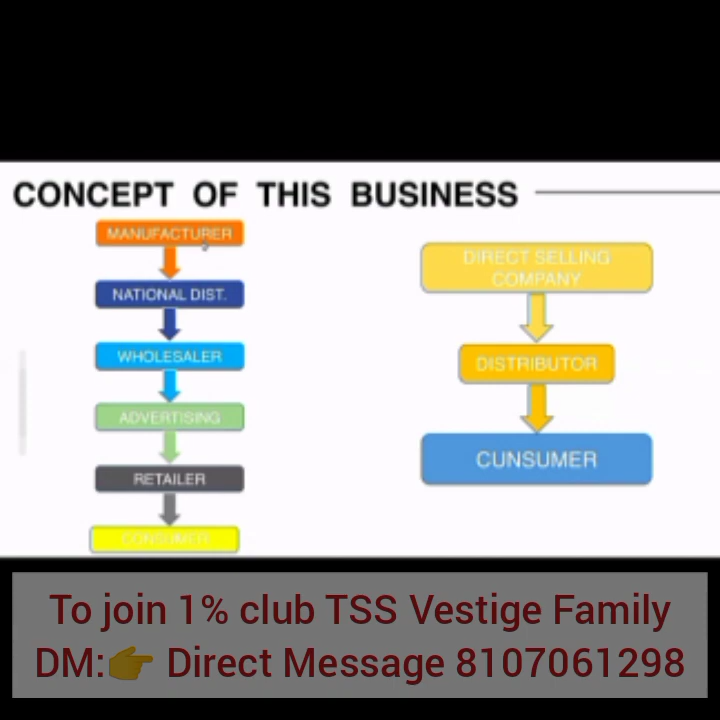 CONCEPT OF THIS BUSINESS
MANUFACTURER
NATIONAL DIST.
WHOLESALER
ADVERTISING
RETAILER
CONSUMER
DIRECT SELLING
COMPANY
DISTRIBUTOR
CUNSUMER
To join 1% club TSS Vestige Family
DM:👉 Direct Message 8107061298